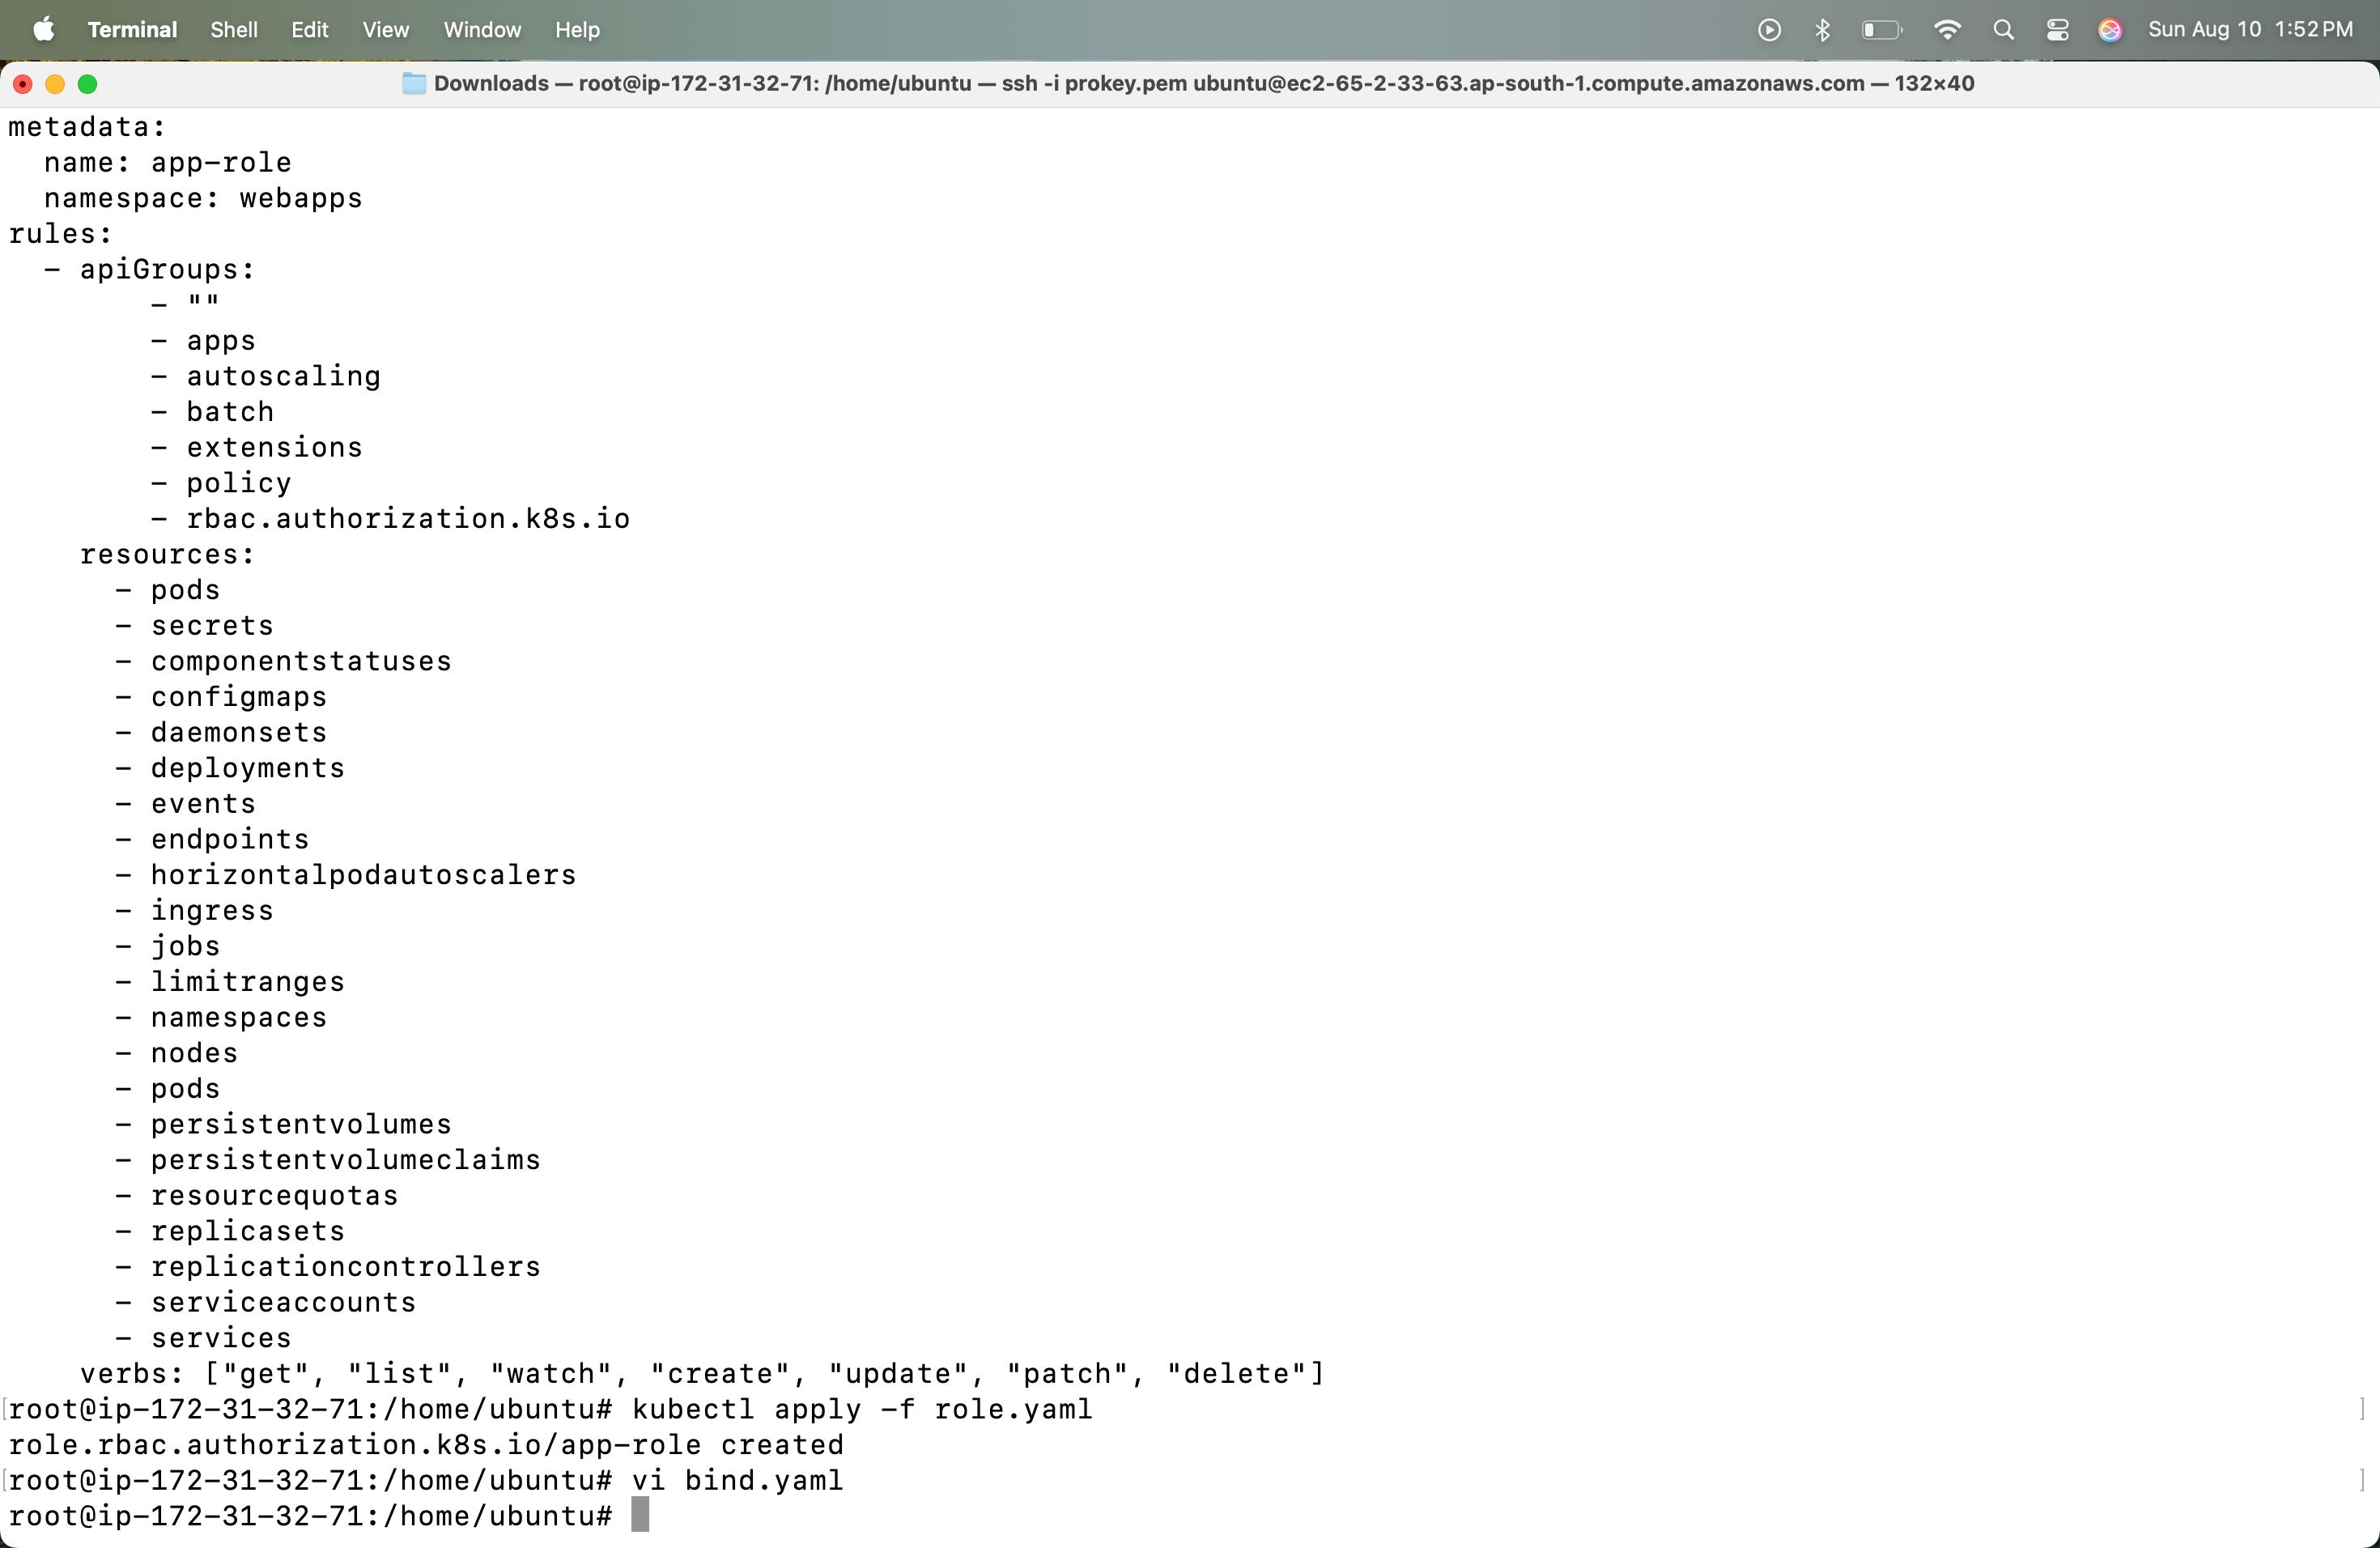 Terminal Shell Edit View Window Help Sun Aug 10 1:52 PM
Downloads — root@ip-172-31-32-71: /home/ubuntu — ssh -i prokey.pem ubuntu@ec2-65-2-33-63.ap-south-1.compute.amazonaws.com — 132×40
metadata:
  name: app-role
  namespace: webapps
rules:
  - apiGroups:
        - ""
        - apps
        - autoscaling
        - batch
        - extensions
        - policy
        - rbac.authorization.k8s.io
    resources:
      - pods
      - secrets
      - componentstatuses
      - configmaps
      - daemonsets
      - deployments
      - events
      - endpoints
      - horizontalpodautoscalers
      - ingress
      - jobs
      - limitranges
      - namespaces
      - nodes
      - pods
      - persistentvolumes
      - persistentvolumeclaims
      - resourcequotas
      - replicasets
      - replicationcontrollers
      - serviceaccounts
      - services
    verbs: ["get", "list", "watch", "create", "update", "patch", "delete"]
[root@ip-172-31-32-71:/home/ubuntu# kubectl apply -f role.yaml ]
role.rbac.authorization.k8s.io/app-role created
[root@ip-172-31-32-71:/home/ubuntu# vi bind.yaml ]
root@ip-172-31-32-71:/home/ubuntu#